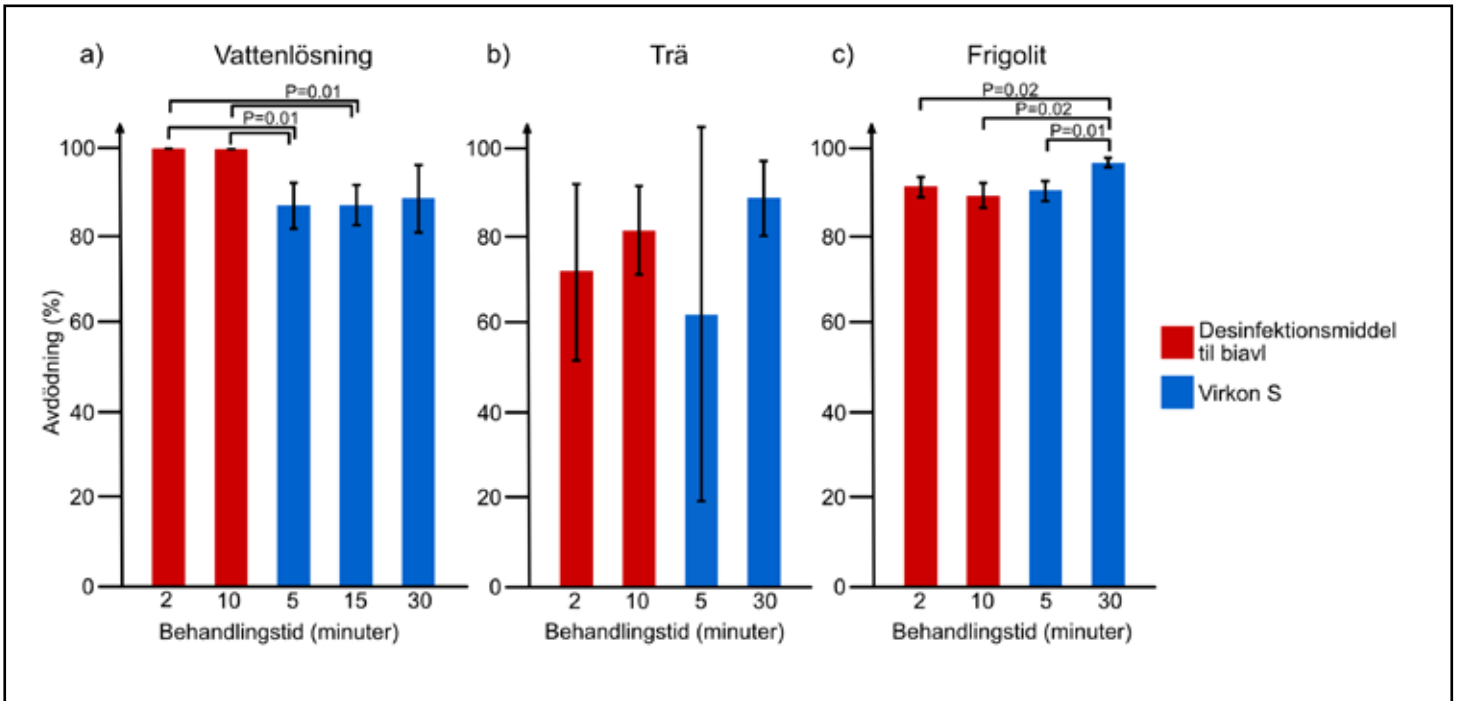 a)
Vattenlösning
P=0.01
P=0.01
100
80
60
40
20
0
Avdödning (%)
2 10 5 15 30
Behandlingstid (minuter)
b)
Trä
100
80
60
40
20
0
2 10 5 30
Behandlingstid (minuter)
c)
Frigolit
P=0.02
P=0.02
P=0.01
100
80
60
40
20
0
2 10 5 30
Behandlingstid (minuter)
Desinfektionsmiddel
til biavl
Virkon S